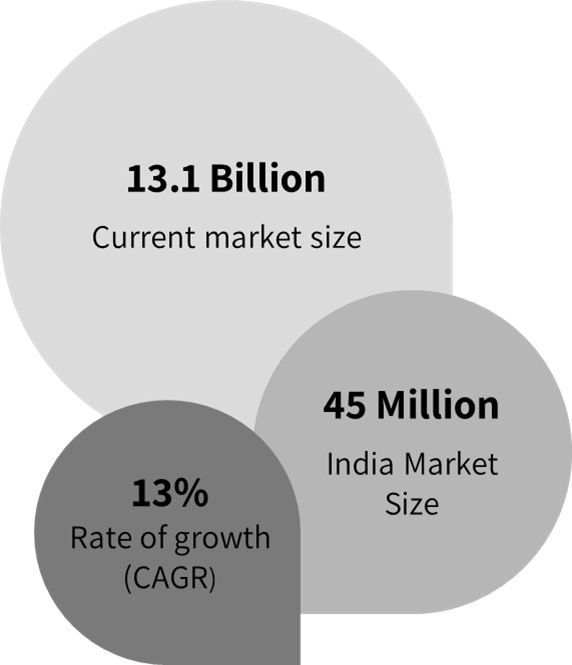 13.1 Billion
Current market size
45 Million
India Market
Size
13%
Rate of growth
(CAGR)